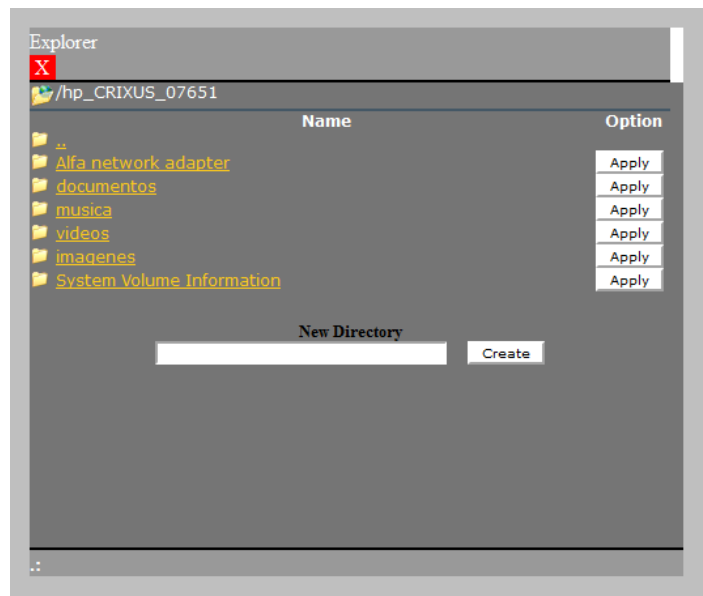 Explorer
X
/hp_CRIXUS_07651
Name Option
..
Alfa network adapter Apply
documentos Apply
musica Apply
videos Apply
imagenes Apply
System Volume Information Apply
New Directory
Create
.: